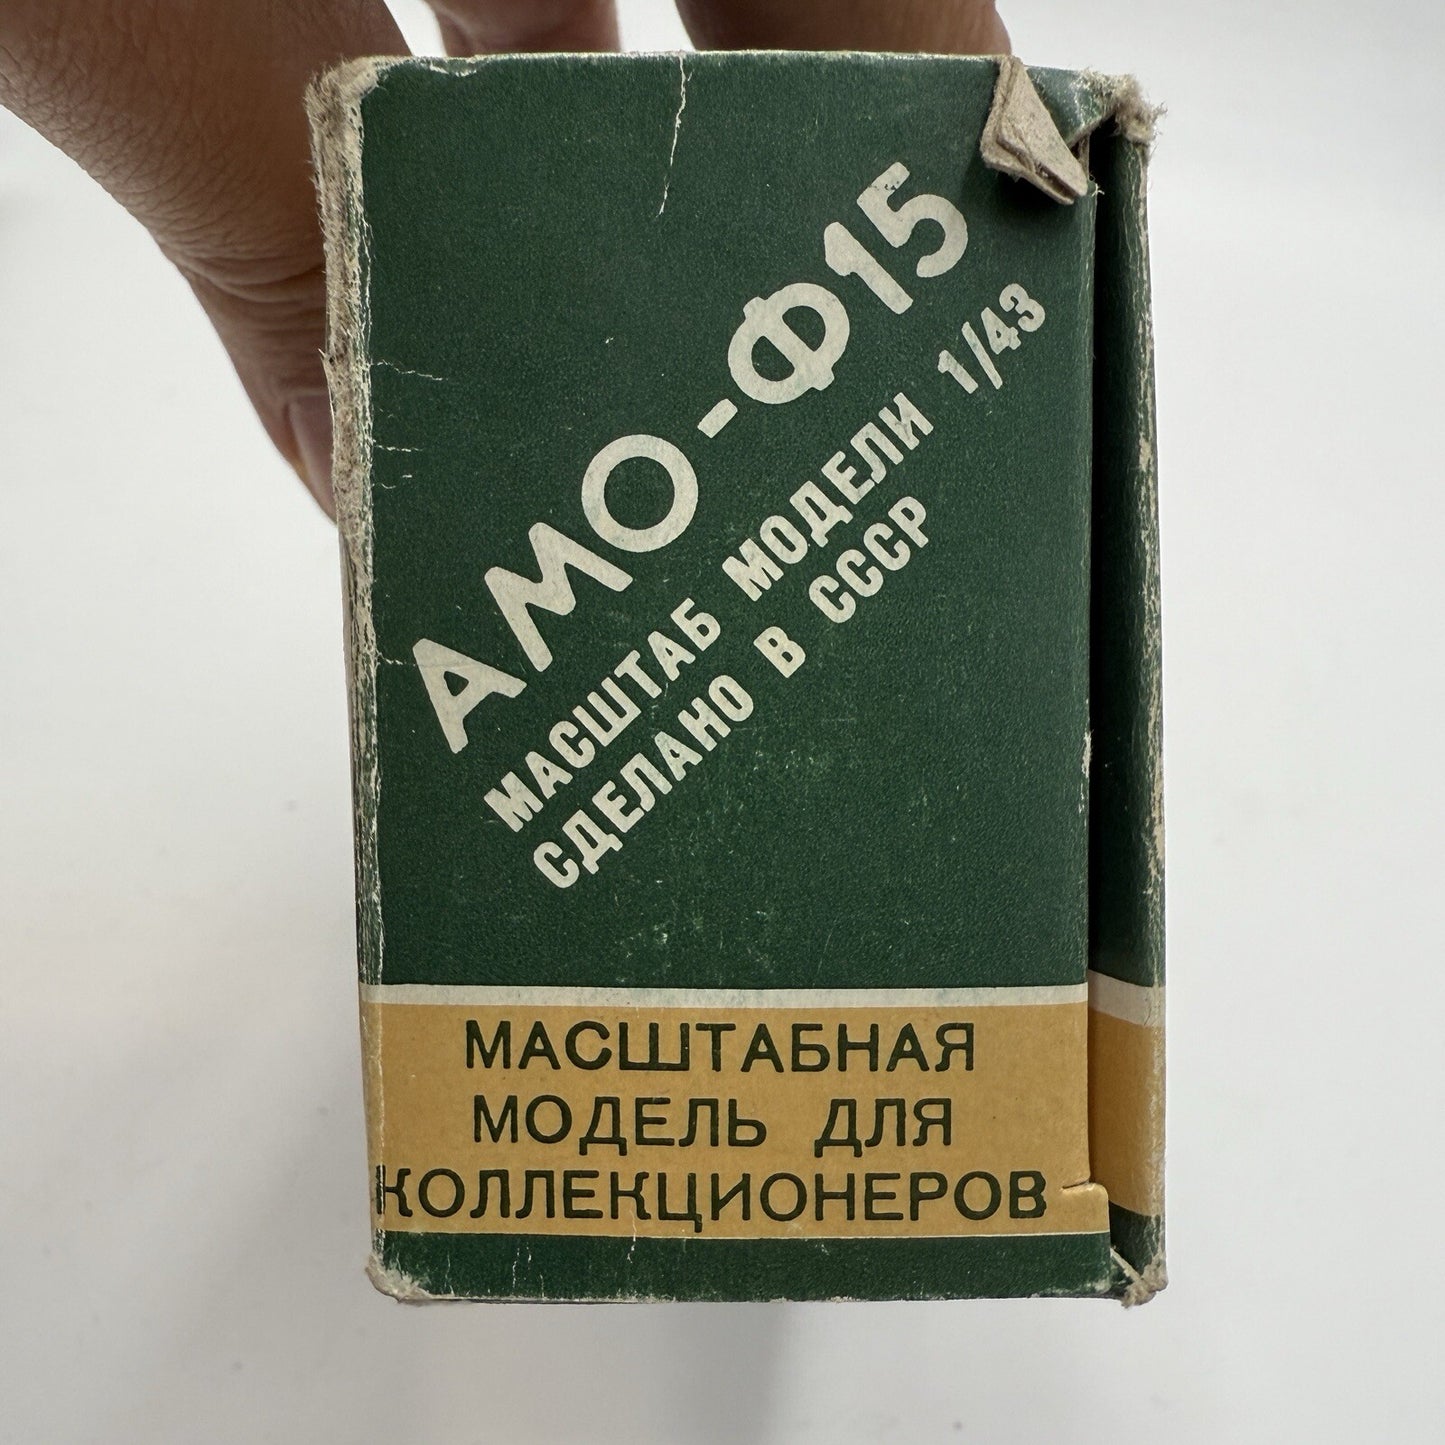 АМО-Ф15
МАСШТАБ МОДЕЛИ 1/43
СДЕЛАНО В СССР
МАСШТАБНАЯ
МОДЕЛЬ ДЛЯ
КОЛЛЕКЦИОНЕРОВ